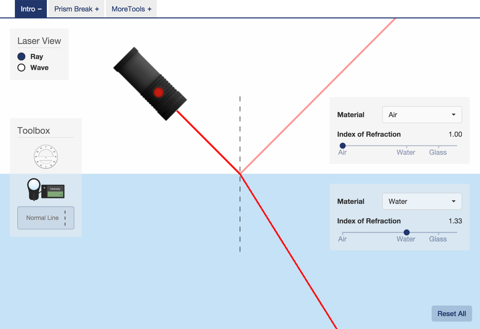 Intro – Prism Break + MoreTools +
Laser View
Ray
Wave
Toolbox
Normal Line
Material Air
Index of Refraction 1.00
Air Water Glass
Material Water
Index of Refraction 1.33
Air Water Glass
Reset All